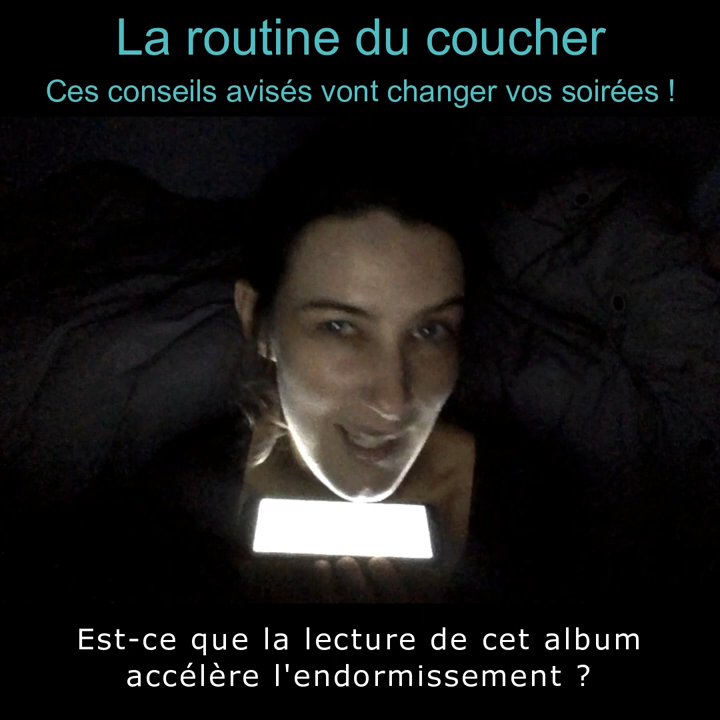 La routine du coucher
Ces conseils avisés vont changer vos soirées !
Est-ce que la lecture de cet album
accélère l'endormissement ?